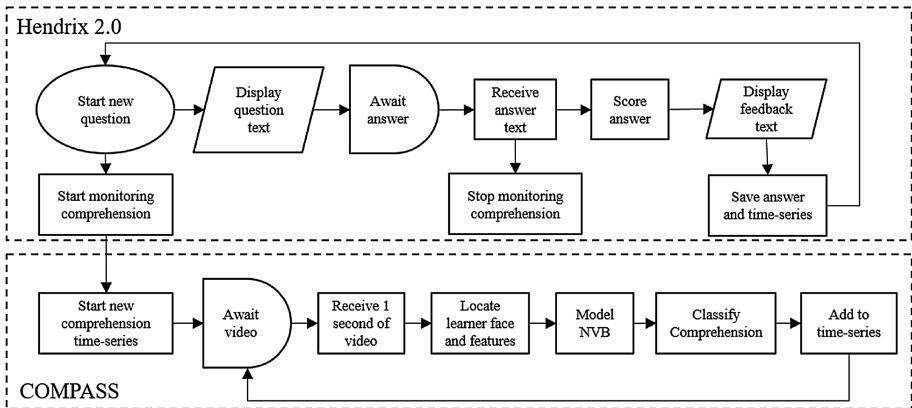 Hendrix 2.0
Start new
question
Display
question
text
Await
answer
Receive
answer
text
Score
answer
Display
feedback
text
Start monitoring
comprehension
Stop monitoring
comprehension
Save answer
and time-series
Start new
comprehension
time-series
Await
video
Receive 1
second of
video
Locate
learner face
and features
Model
NVB
Classify
Comprehension
Add to
time-series
COMPASS